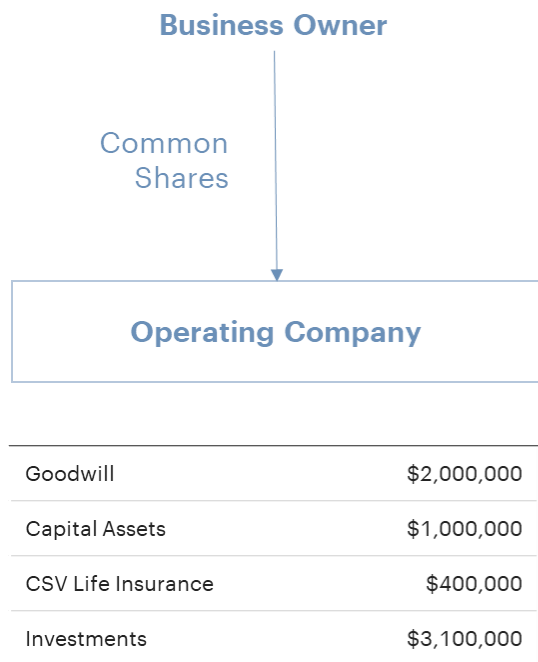 Business Owner
Common
Shares
Operating Company
Goodwill $2,000,000
Capital Assets $1,000,000
CSV Life Insurance $400,000
Investments $3,100,000